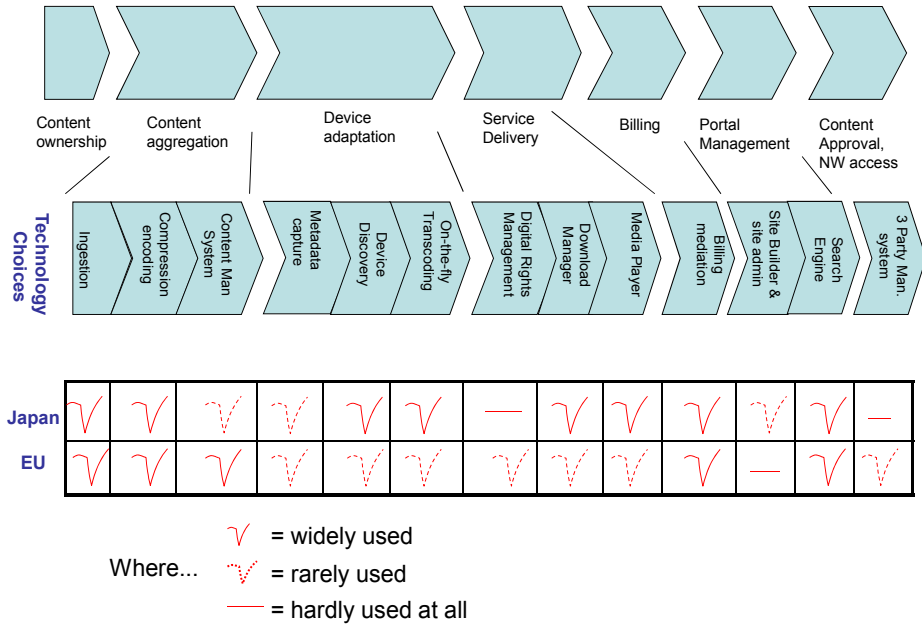 Content
ownership
Content
aggregation
Device
adaptation
Service
Delivery
Billing
Portal
Management
Content
Approval,
NW access
Technology
Choices
Ingestion
Compression
encoding
Content Man
System
Metadata
capture
Device
Discovery
On-the-fly
Transcoding
Digital Rights
Management
Download
Manager
Media Player
Billing
mediation
Site Builder &
site admin
Search
Engine
3 Party Man.
system
Japan
EU
Where...
= widely used
= rarely used
= hardly used at all